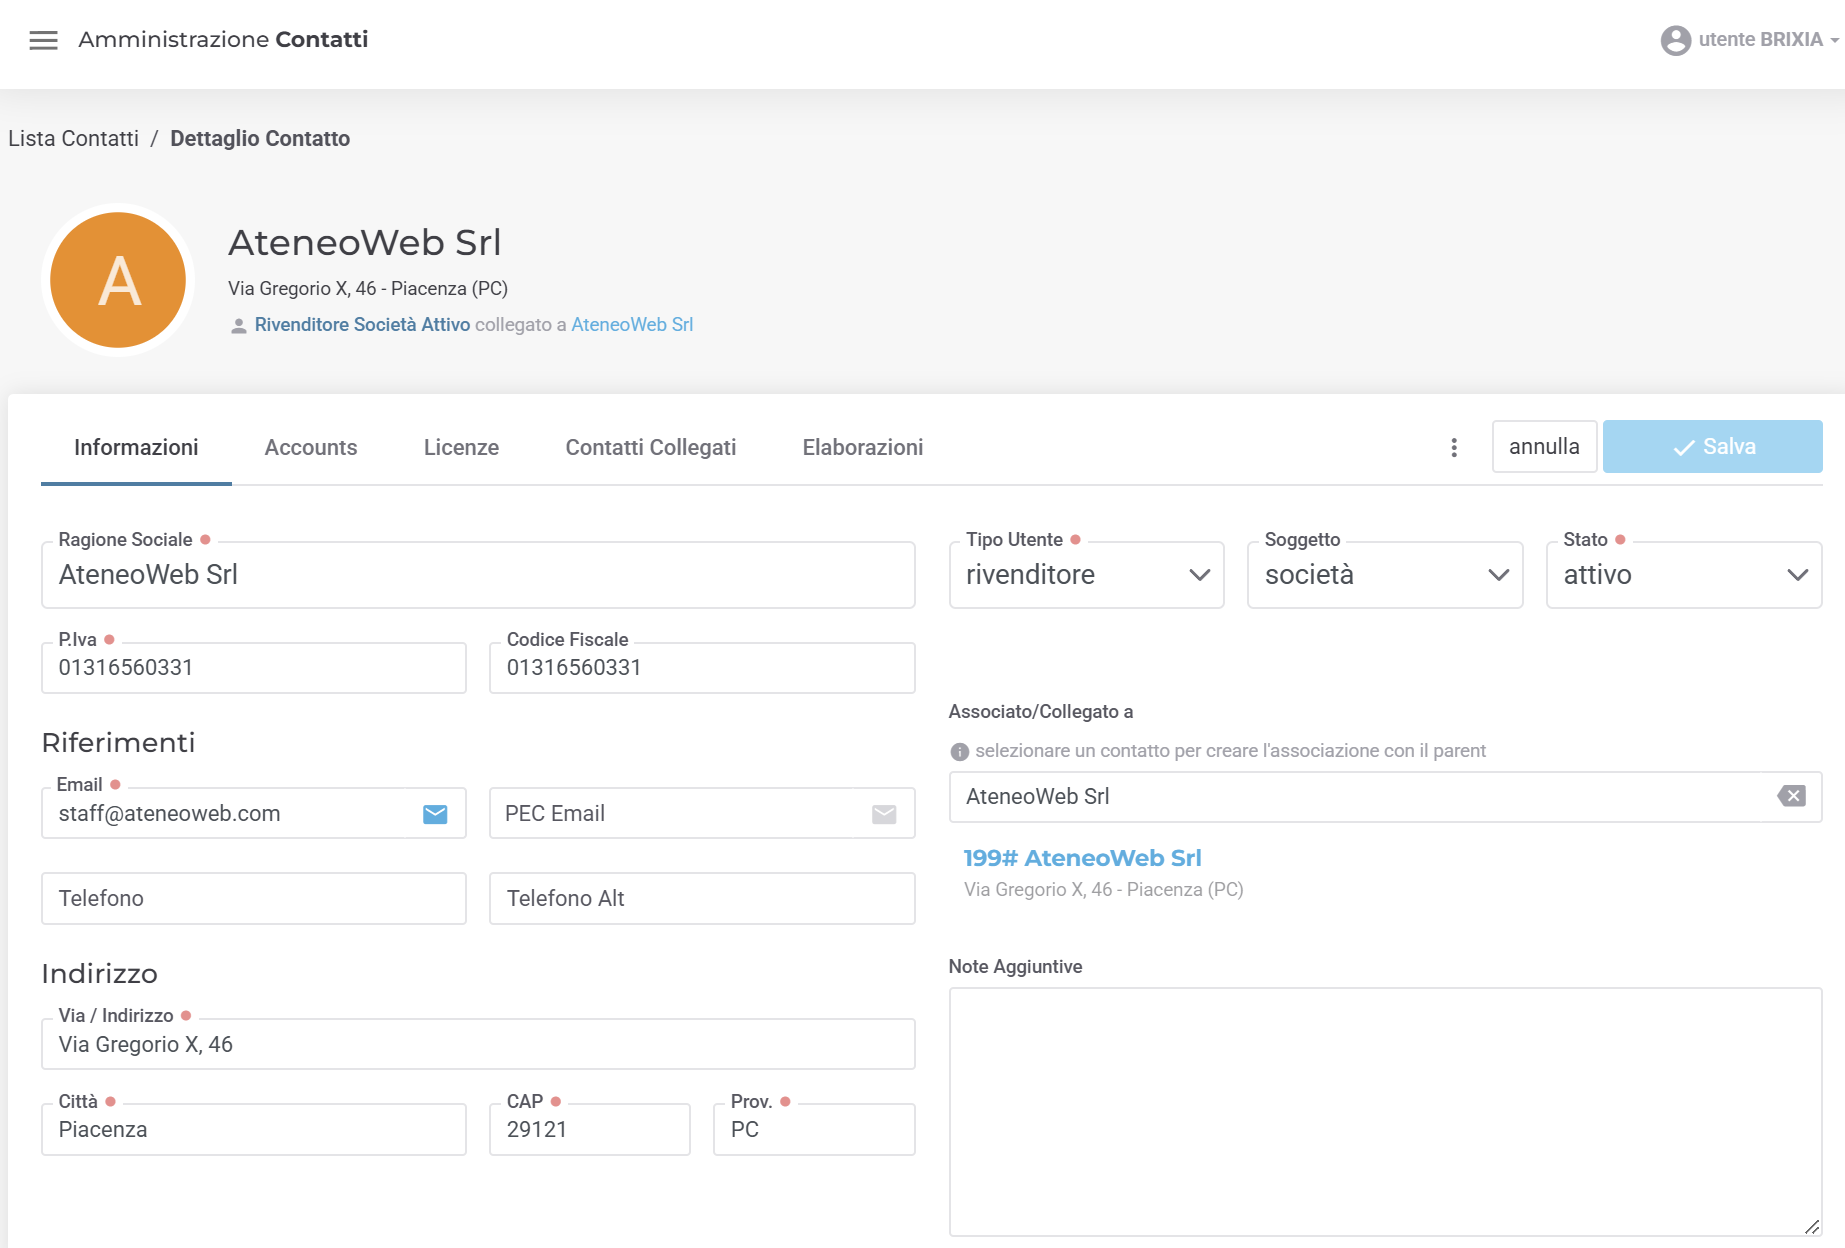 Amministrazione Contatti
utente BRIXIA
Lista Contatti / Dettaglio Contatto
A
AteneoWeb Srl
Via Gregorio X, 46 - Piacenza (PC)
Rivenditore Società Attivo collegato a AteneoWeb Srl
Informazioni Accounts Licenze Contatti Collegati Elaborazioni annulla Salva
Ragione Sociale
AteneoWeb Srl
Tipo Utente
rivenditore
Soggetto
società
Stato
attivo
P.Iva
01316560331
Codice Fiscale
01316560331
Riferimenti
Email
staff@ateneoweb.com
PEC Email
Telefono
Telefono Alt
Indirizzo
Via / Indirizzo
Via Gregorio X, 46
Città
Piacenza
CAP
29121
Prov.
PC
Associato/Collegato a
selezionare un contatto per creare l'associazione con il parent
AteneoWeb Srl
199# AteneoWeb Srl
Via Gregorio X, 46 - Piacenza (PC)
Note Aggiuntive